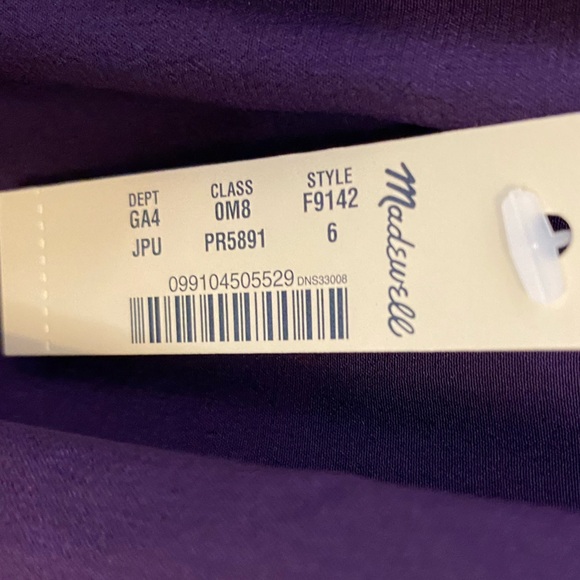 DEPT CLASS STYLE
GA4 0M8 F9142
JPU PR5891 6
099104505529 DNS33008
Madewell